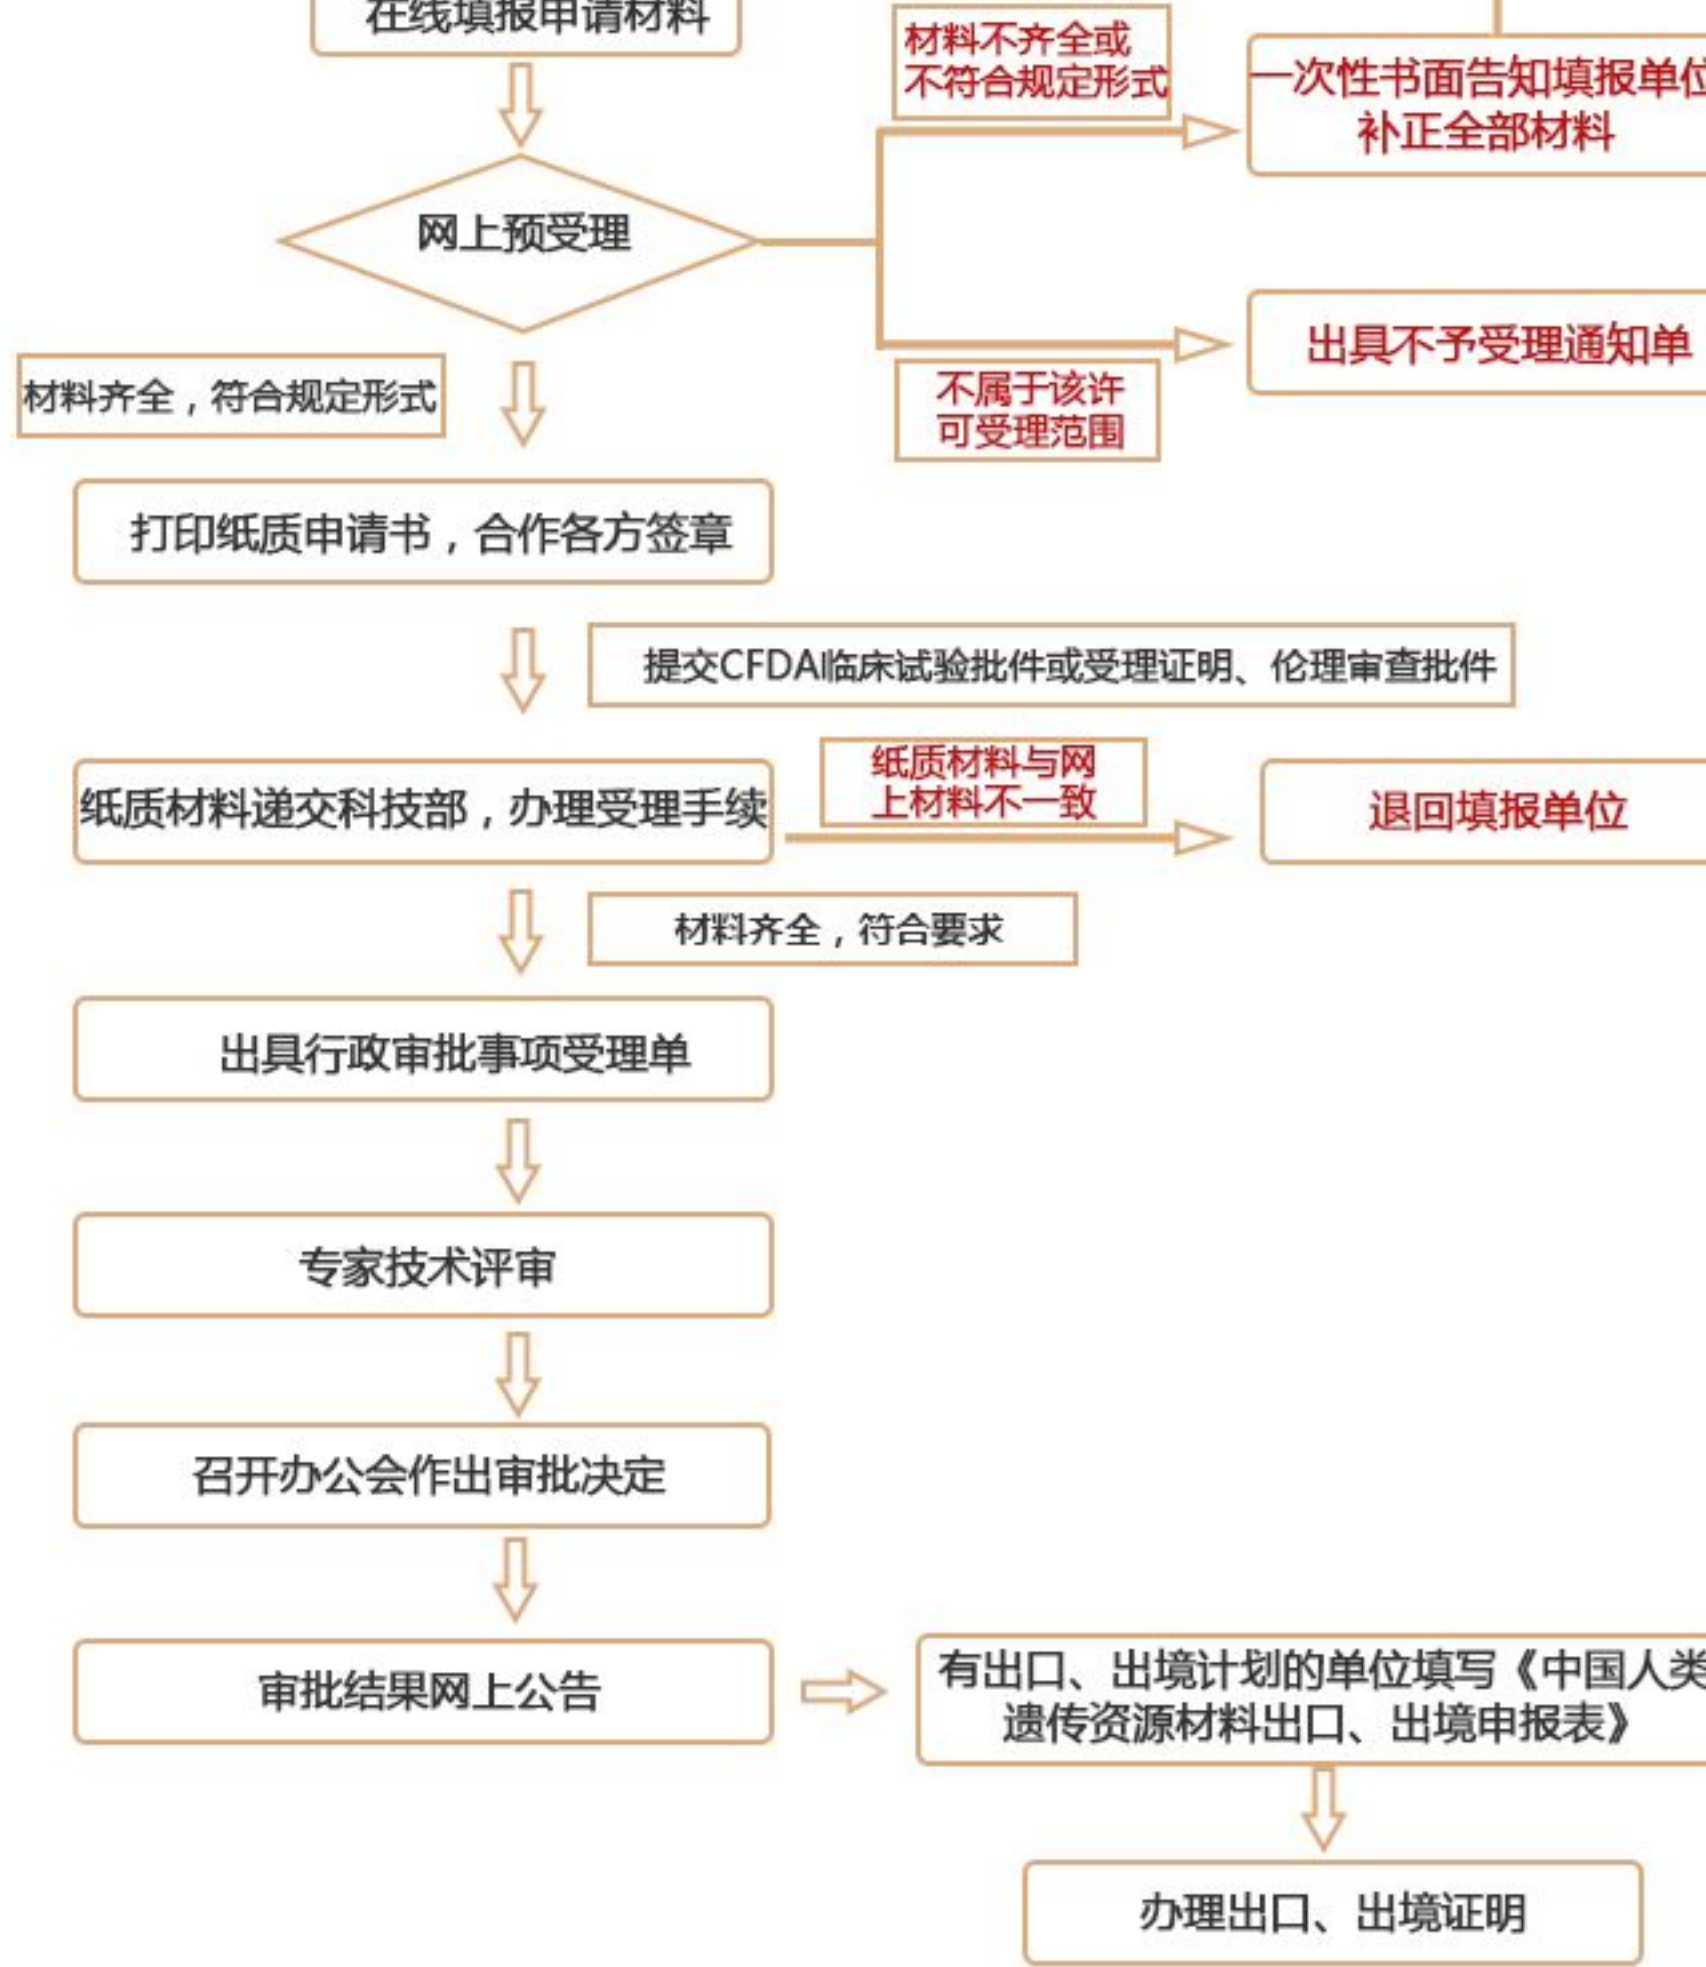 在线填报申请材料
材料不齐全或
不符合规定形式
一次性书面告知填报单位
补正全部材料
网上预受理
出具不予受理通知单
材料齐全，符合规定形式
不属于该许
可受理范围
打印纸质申请书，合作各方签章
提交CFDA临床试验批件或受理证明、伦理审查批件
纸质材料与网
上材料不一致
纸质材料递交科技部，办理受理手续
退回填报单位
材料齐全，符合要求
出具行政审批事项受理单
专家技术评审
召开办公会作出审批决定
审批结果网上公告
有出口、出境计划的单位填写《中国人类
遗传资源材料出口、出境申报表》
办理出口、出境证明